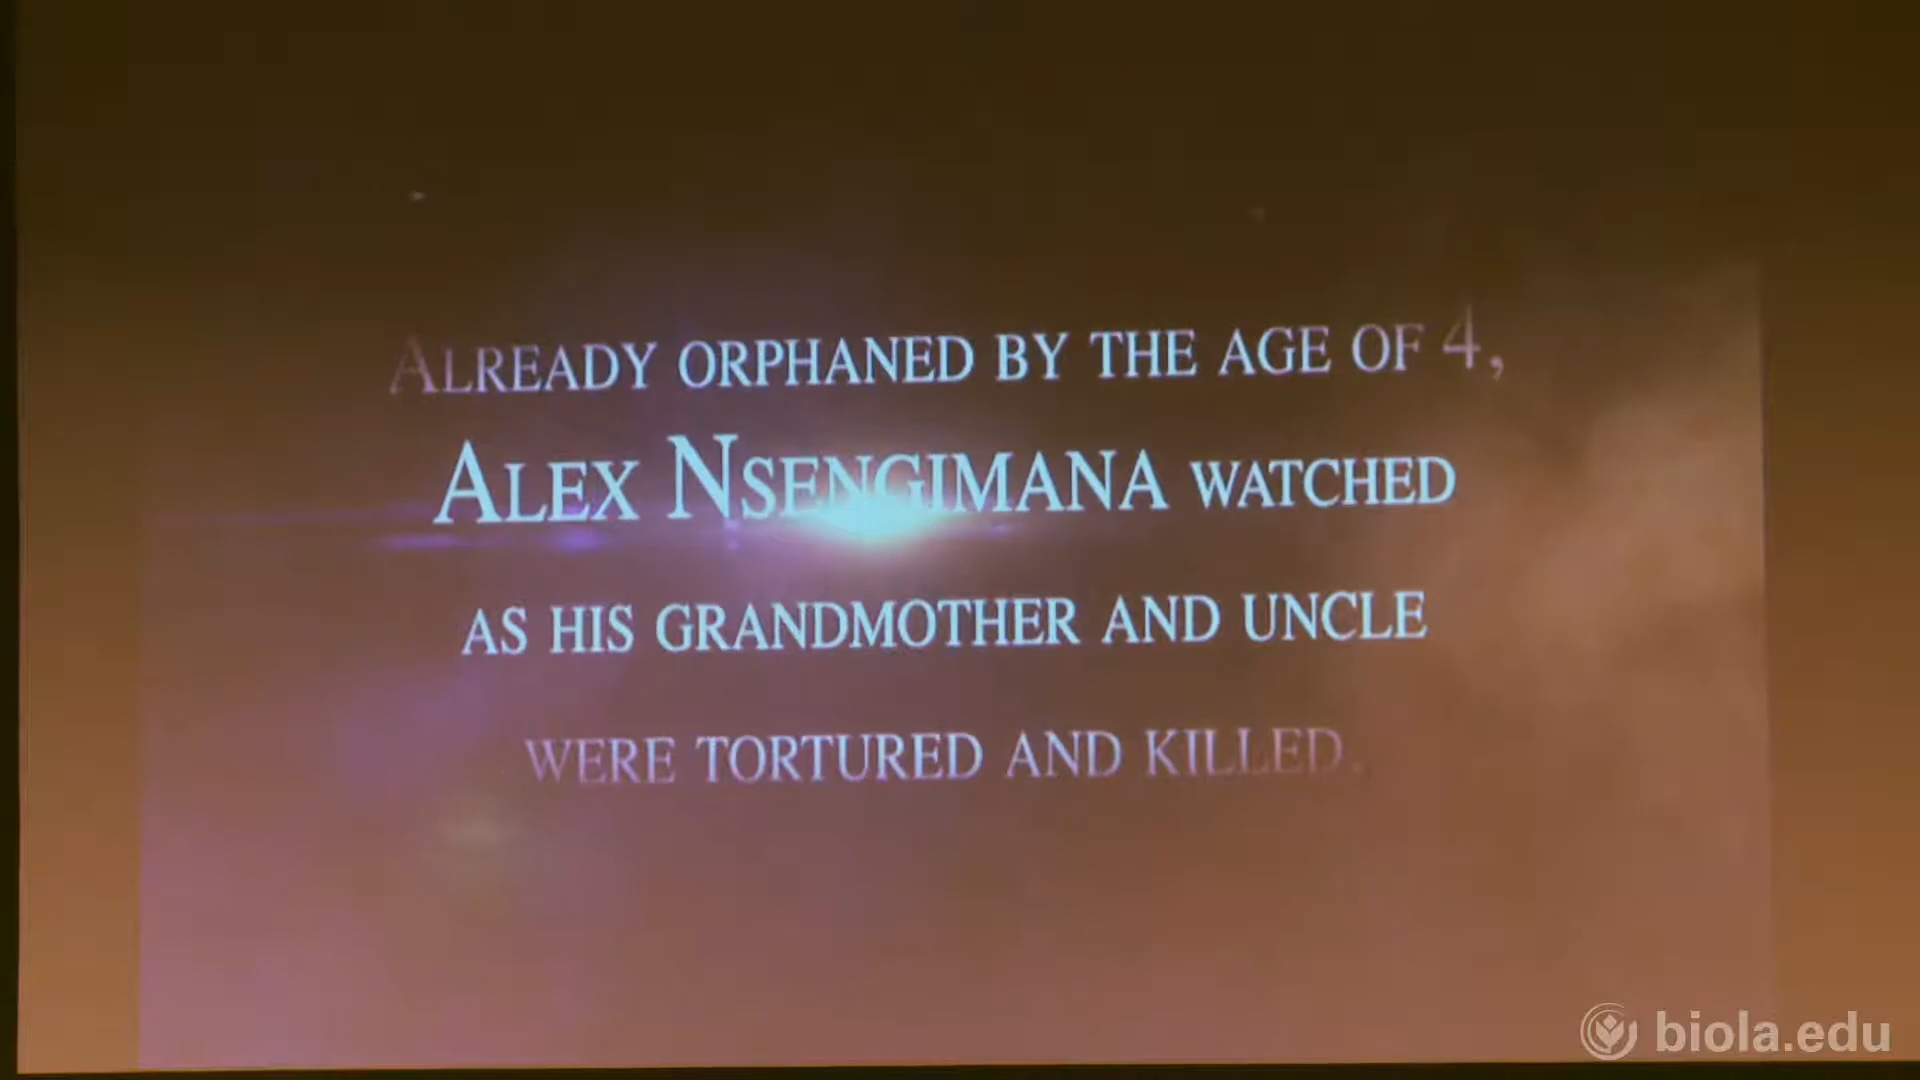 Already orphaned by the age of 4,
Alex Nsengimana watched
as his grandmother and uncle
were tortured and killed.
biola.edu